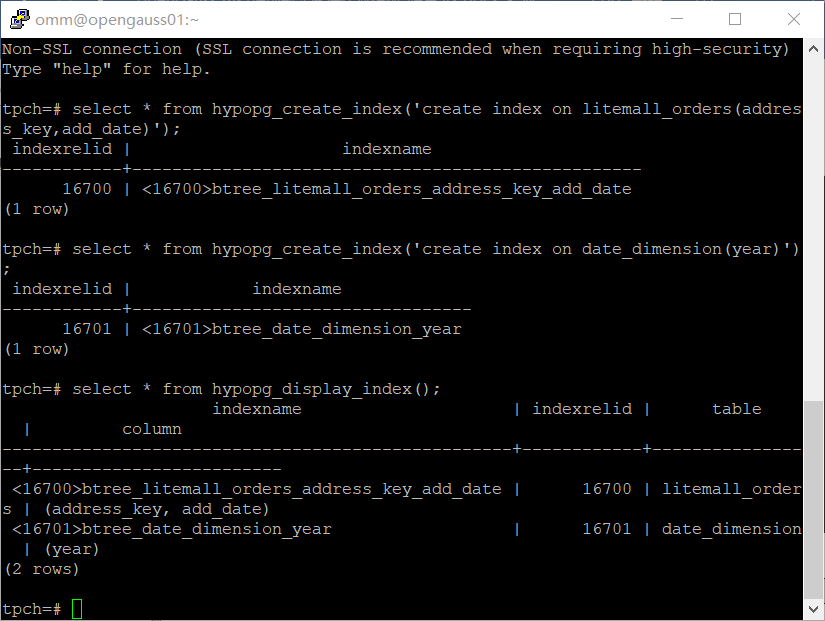 omm@opengauss01:~
Non-SSL connection (SSL connection is recommended when requiring high-security)
Type "help" for help.

tpch=# select * from hypopg_create_index('create index on litemall_orders(addres
s_key,add_date)');
 indexrelid |                     indexname
------------+---------------------------------------------------
      16700 | <16700>btree_litemall_orders_address_key_add_date
(1 row)

tpch=# select * from hypopg_create_index('create index on date_dimension(year)')
;
 indexrelid |            indexname
------------+----------------------------------
      16701 | <16701>btree_date_dimension_year
(1 row)

tpch=# select * from hypopg_display_index();
                     indexname                     | indexrelid |      table
  |         column
---------------------------------------------------+------------+---------------
--+-------------------------
 <16700>btree_litemall_orders_address_key_add_date |      16700 | litemall_order
s | (address_key, add_date)
 <16701>btree_date_dimension_year                  |      16701 | date_dimension
  | (year)
(2 rows)

tpch=#